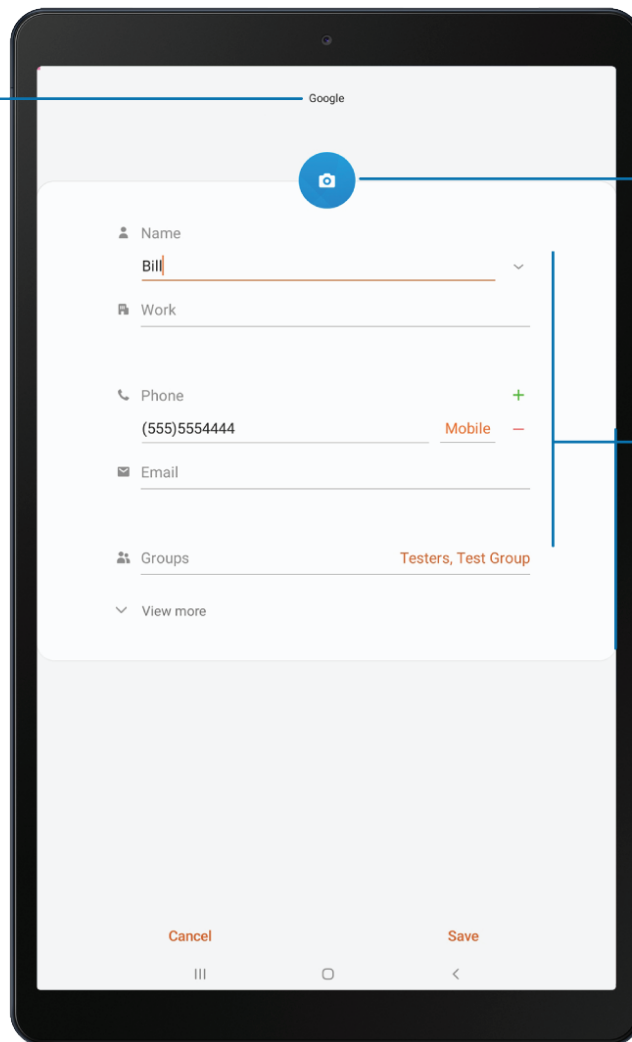 Google
Name
Bill
Work
Phone
(555)5554444 Mobile
Email
Groups Testers, Test Group
View more
Cancel Save